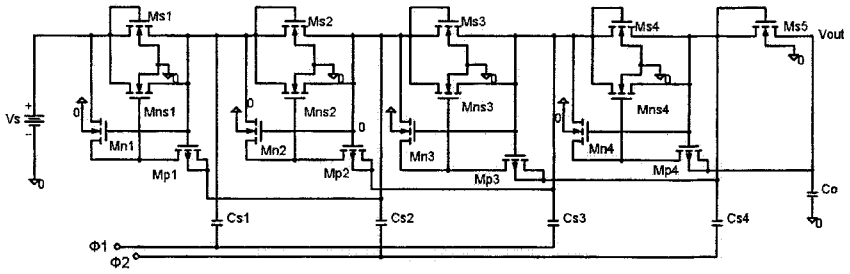 Ms1 Ms2 Ms3 Ms4 Ms5
Vout
0 0 0 0 0
Mns1 Mns2 Mns3 Mns4
Vs + −
0 0 0 0 0
Mn1 Mn2 Mn3 Mn4
Mp1 Mp2 Mp3 Mp4
0
Co
Cs1 Cs2 Cs3 Cs4
0
Φ1
Φ2